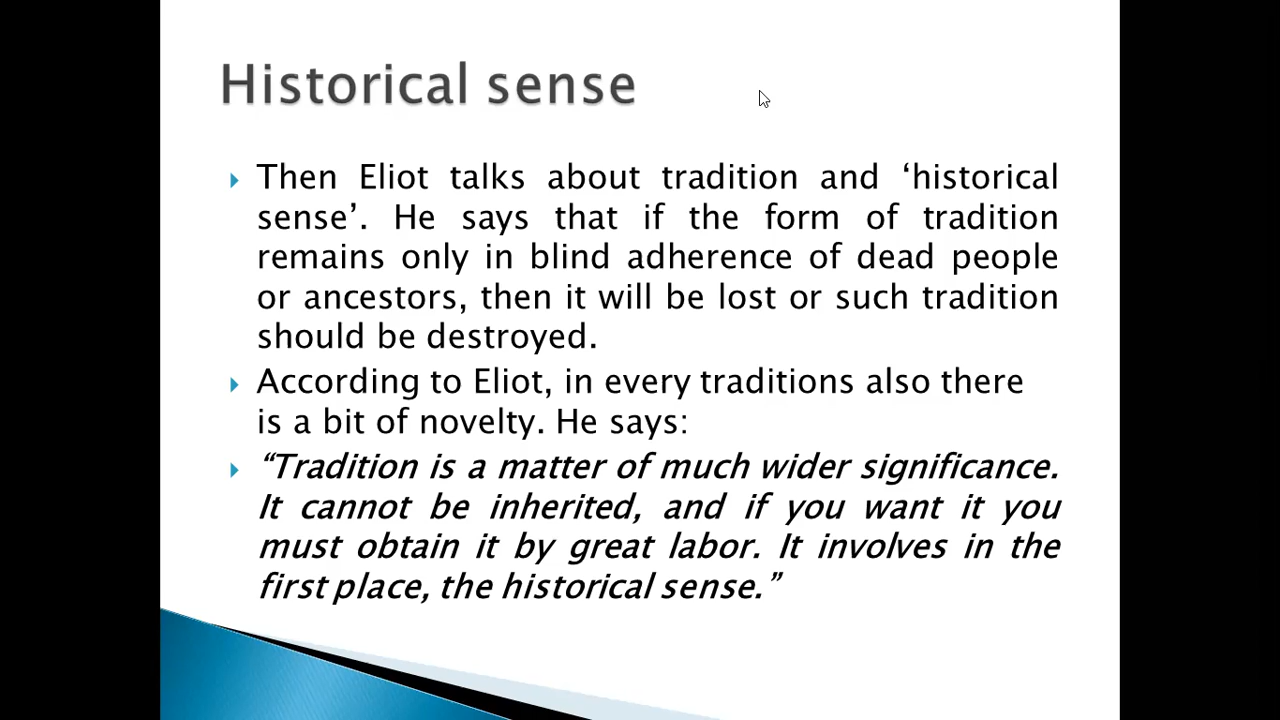 Historical sense
Then Eliot talks about tradition and ‘historical
sense’. He says that if the form of tradition
remains only in blind adherence of dead people
or ancestors, then it will be lost or such tradition
should be destroyed.
According to Eliot, in every traditions also there
is a bit of novelty. He says:
“Tradition is a matter of much wider significance.
It cannot be inherited, and if you want it you
must obtain it by great labor. It involves in the
first place, the historical sense.”